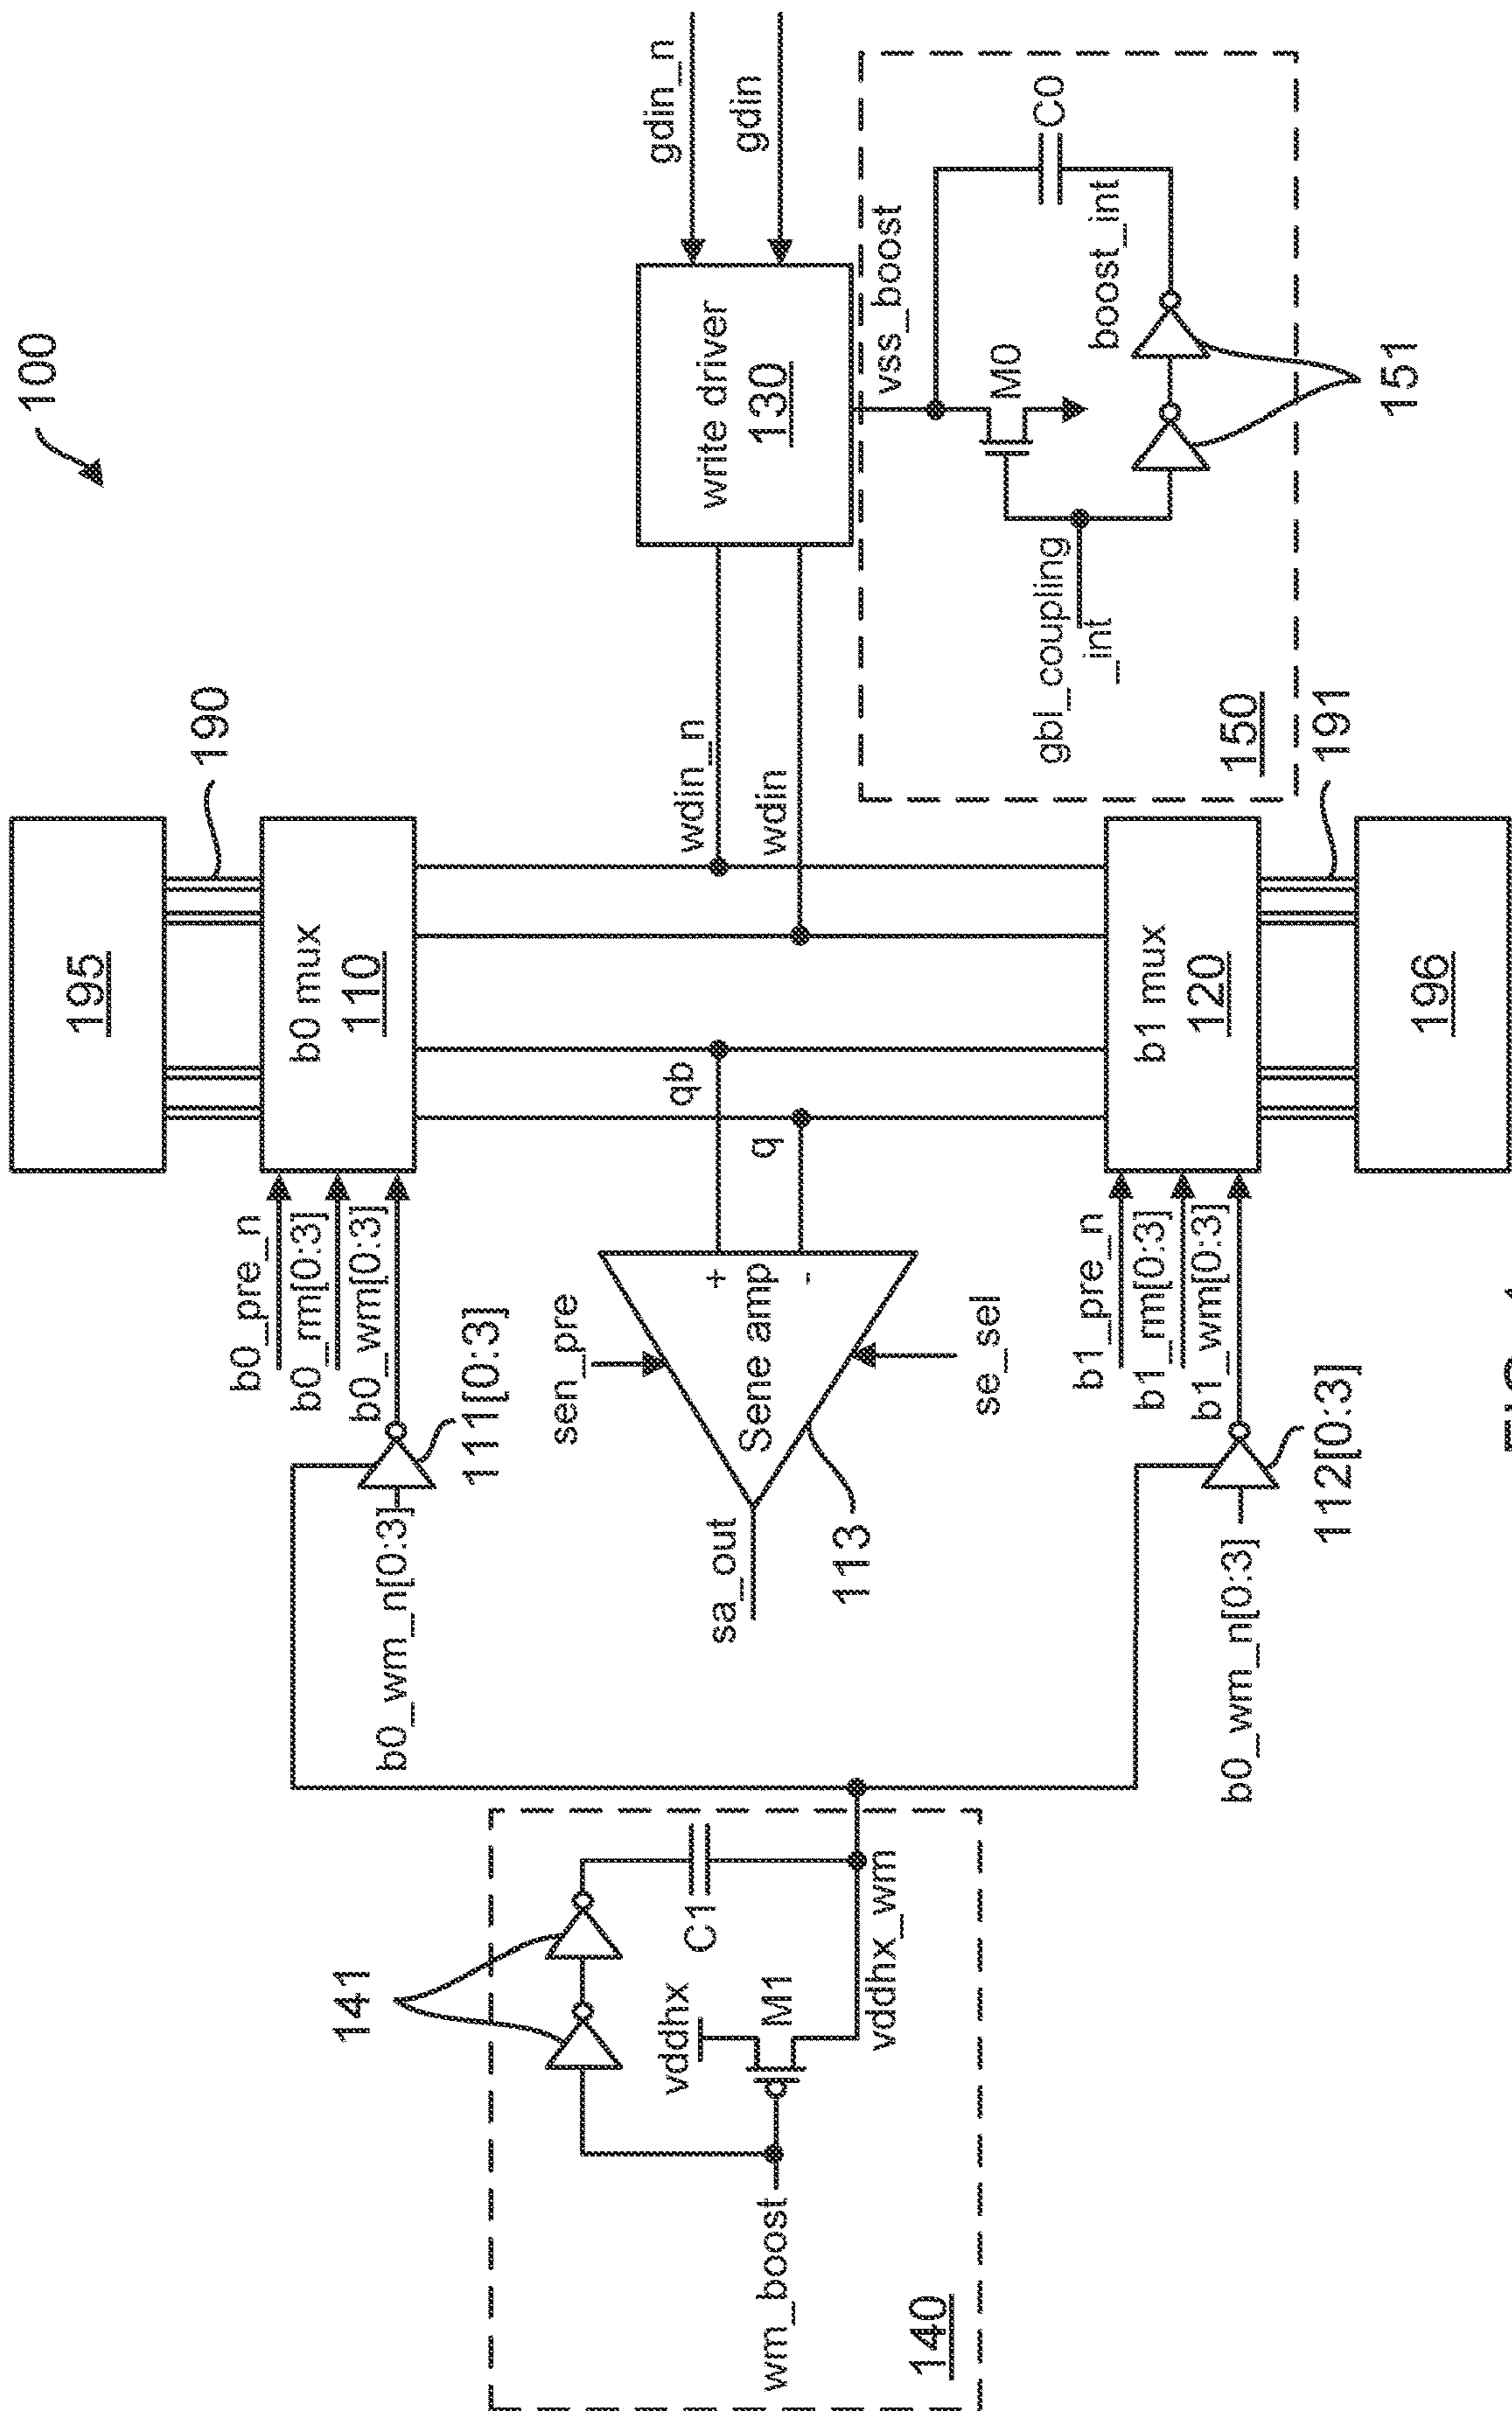 100
195
190
b0_pre_n
b0_rm[0:3]
b0_wm[0:3]
b0 mux
110
111[0:3]
b0_wm_n[0:3]
141
C1
vddhx
M1
wm_boost
vddhx_wm
140
sen_pre
sa_out
Sene amp
+
-
113
se_sel
qb
q
wdin_n
wdin
write driver
130
gdin_n
gdin
vss_boost
M0
C0
boost_int
gbl_coupling
_int
150
151
b1_pre_n
b1_rm[0:3]
b1_wm[0:3]
b1 mux
120
b0_wm_n[0:3]
112[0:3]
191
196